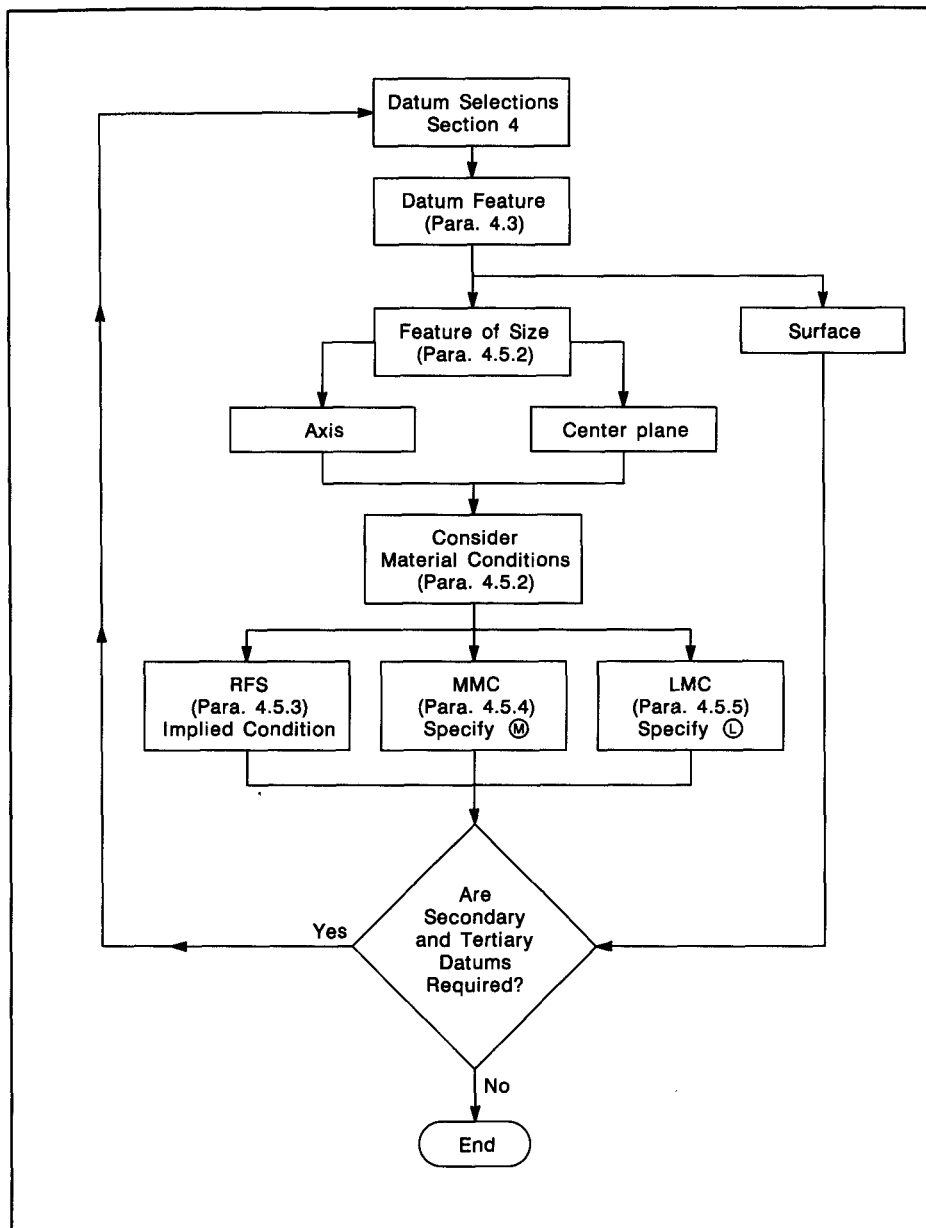 Datum Selections
Section 4
Datum Feature
(Para. 4.3)
Feature of Size
(Para. 4.5.2)
Surface
Axis
Center plane
Consider
Material Conditions
(Para. 4.5.2)
RFS
(Para. 4.5.3)
Implied Condition
MMC
(Para. 4.5.4)
Specify Ⓜ
LMC
(Para. 4.5.5)
Specify Ⓛ
Are
Secondary
and Tertiary
Datums
Required?
Yes
No
End